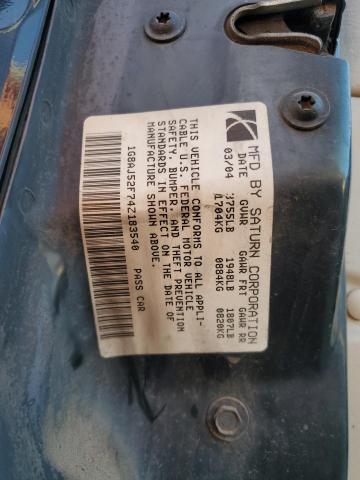 MFD BY SATURN CORPORATION
DATE GVWR GAWR FRT GAWR RR
03/04 3755LB 1948LB 1807LB
1704KG 0884KG 0820KG
THIS VEHICLE CONFORMS TO ALL APPLI-
CABLE U.S. FEDERAL MOTOR VEHICLE
SAFETY, BUMPER, AND THEFT PREVENTION
STANDARDS IN EFFECT ON THE DATE OF
MANUFACTURE SHOWN ABOVE.
1G8AJ52F74Z183540 PASS CAR